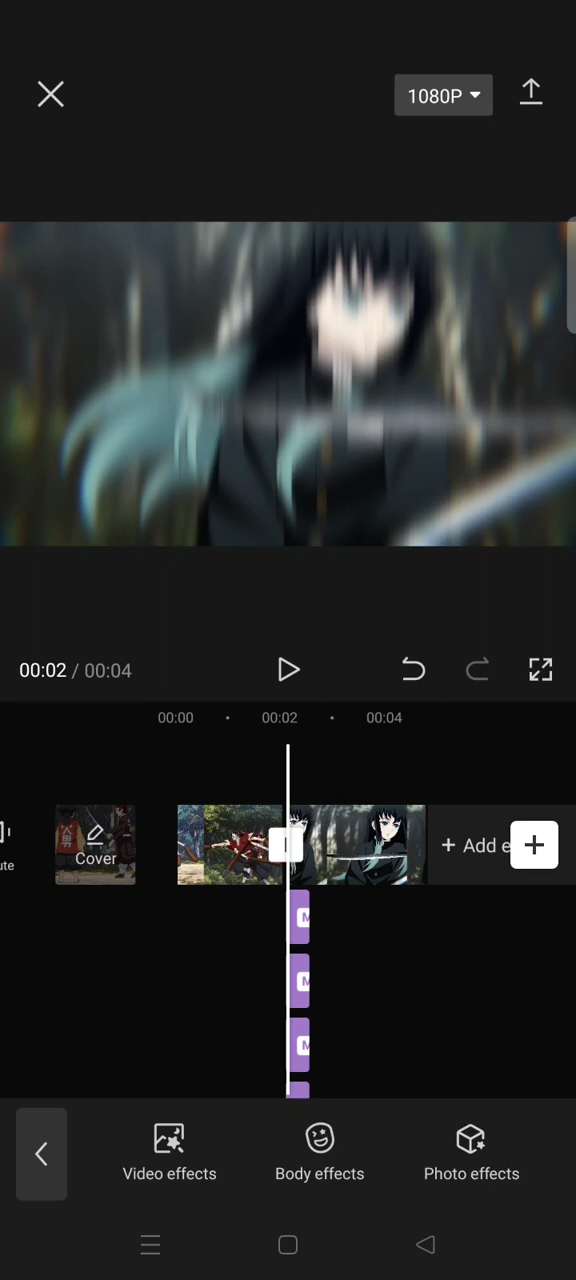 1080P
00:02 / 00:04
00:00
00:02
00:04
ute
Cover
+ Add e
M
M
M
Video effects
Body effects
Photo effects